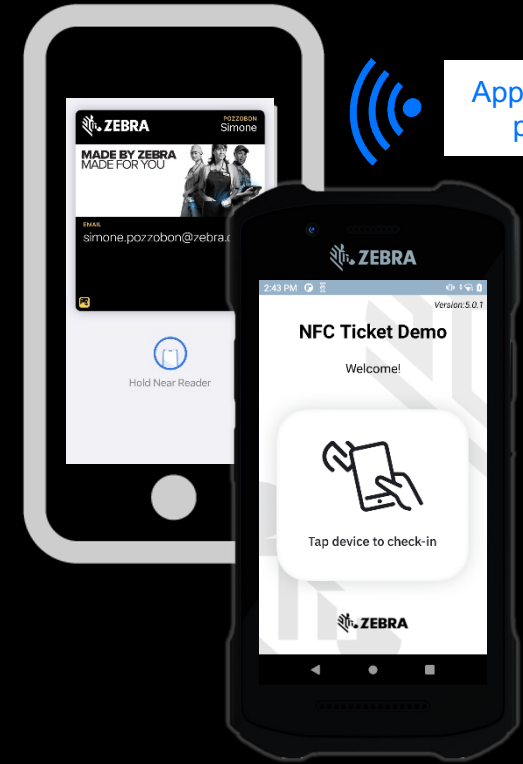 ZEBRA
POZZOBON
Simone
MADE BY ZEBRA
MADE FOR YOU
EMAIL
simone.pozzobon@zebra.c
Hold Near Reader
App
p
ZEBRA
2:43 PM
Version:5.0.1
NFC Ticket Demo
Welcome!
Tap device to check-in
ZEBRA